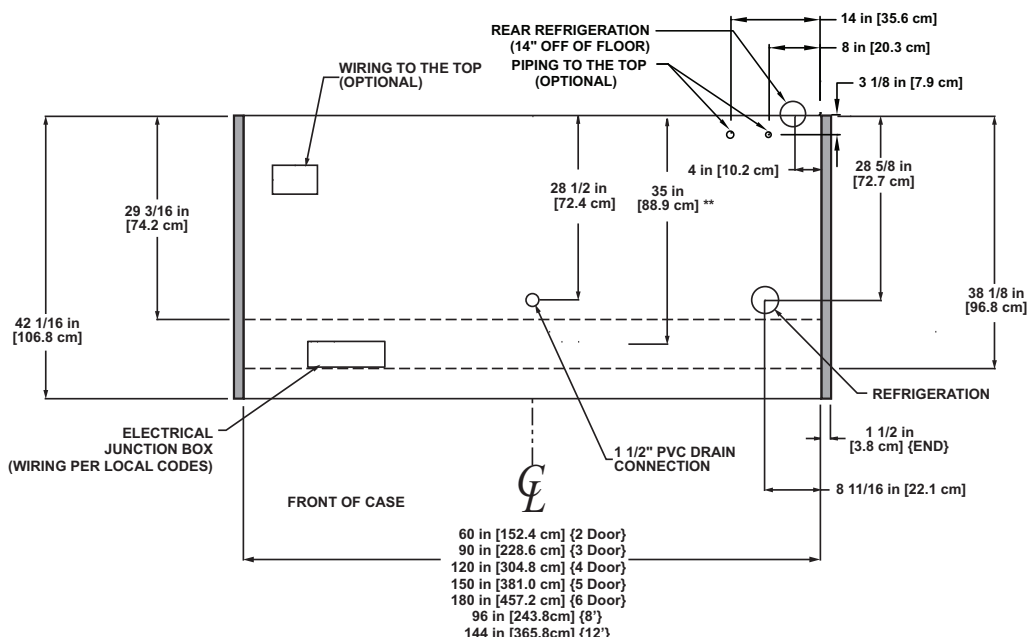 14 in [35.6 cm]
REAR REFRIGERATION
(14" OFF OF FLOOR)
8 in [20.3 cm]
PIPING TO THE TOP
(OPTIONAL)
WIRING TO THE TOP
(OPTIONAL)
3 1/8 in [7.9 cm]
4 in [10.2 cm]
28 5/8 in
[72.7 cm]
28 1/2 in
[72.4 cm]
35 in
[88.9 cm] **
29 3/16 in
[74.2 cm]
38 1/8 in
[96.8 cm]
42 1/16 in
[106.8 cm]
REFRIGERATION
ELECTRICAL
JUNCTION BOX
(WIRING PER LOCAL CODES)
1 1/2" PVC DRAIN
CONNECTION
1 1/2 in
[3.8 cm] {END}
8 11/16 in [22.1 cm]
CL
FRONT OF CASE
60 in [152.4 cm] {2 Door}
90 in [228.6 cm] {3 Door}
120 in [304.8 cm] {4 Door}
150 in [381.0 cm] {5 Door}
180 in [457.2 cm] {6 Door}
96 in [243.8cm] {8’}
144 in [365.8cm] {12’}